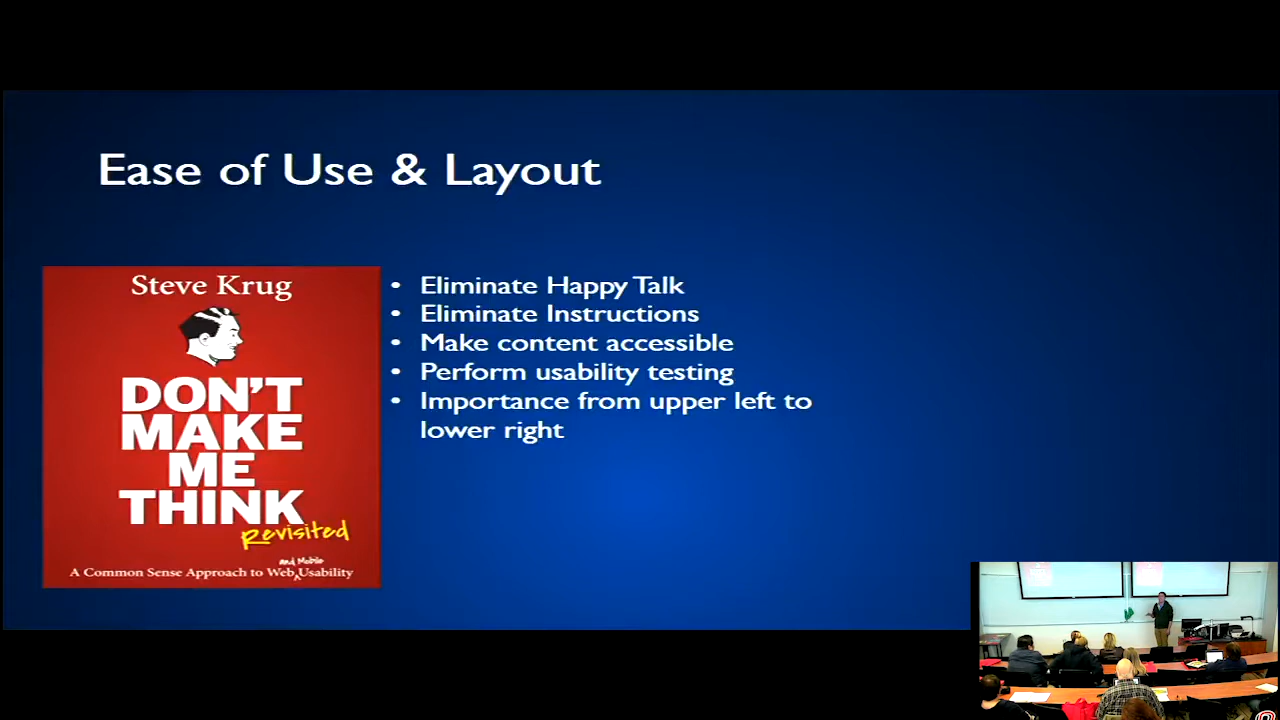 Ease of Use & Layout
Steve Krug
DON'T
MAKE
ME
THINK
Revisited
and Mobile
A Common Sense Approach to Web Usability
• Eliminate Happy Talk
• Eliminate Instructions
• Make content accessible
• Perform usability testing
• Importance from upper left to
lower right